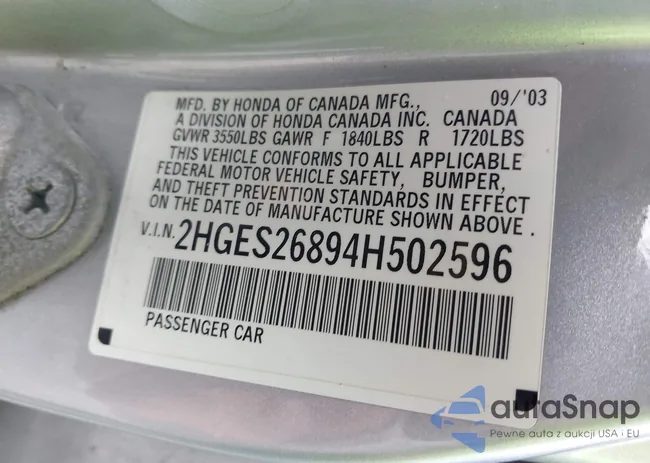 MFD. BY HONDA OF CANADA MFG., 09/'03
A DIVISION OF HONDA CANADA INC. CANADA
GVWR 3550LBS GAWR F 1840LBS R 1720LBS
THIS VEHICLE CONFORMS TO ALL APPLICABLE
FEDERAL MOTOR VEHICLE SAFETY, BUMPER,
AND THEFT PREVENTION STANDARDS IN EFFECT
ON THE DATE OF MANUFACTURE SHOWN ABOVE.
V.I.N. 2HGES26894H502596
PASSENGER CAR
autaSnap
Pewne auta z aukcji USA i EU